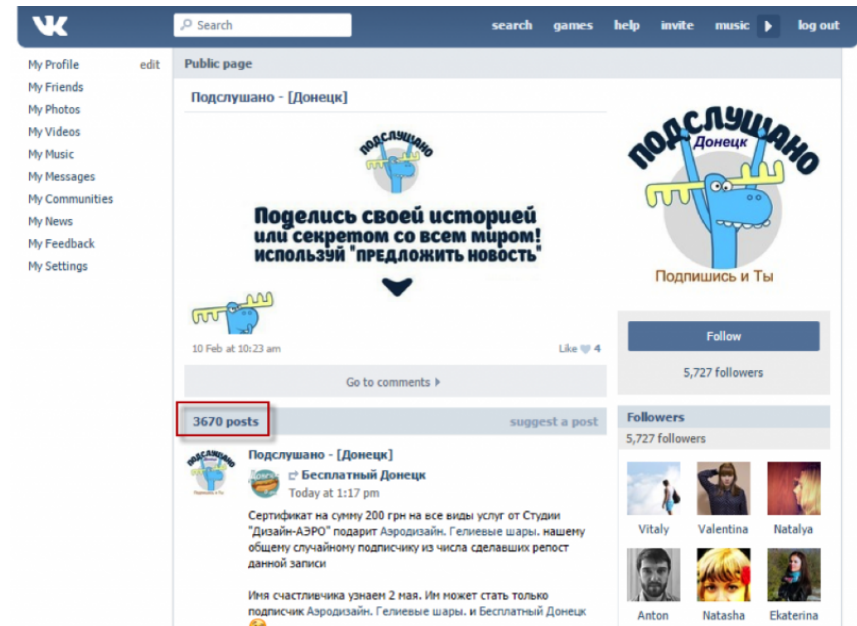 Search
search games help invite music log out
My Profile edit
My Friends
My Photos
My Videos
My Music
My Messages
My Communities
My News
My Feedback
My Settings
Public page
Подслушано - [Донецк]
ПОДСЛУШАНО
Поделись своей историей
или секретом со всем миром!
используй "предложить новость"
10 Feb at 10:23 am
Like 4
Go to comments
3670 posts
suggest a post
Подслушано - [Донецк]
Бесплатный Донецк
Today at 1:17 pm
Сертификат на сумму 200 грн на все виды услуг от Студии
"Дизайн-АЭРО" подарит Аэродизайн. Гелиевые шары. нашему
общему случайному подписчику из числа сделавших репост
данной записи
Имя счастливчика узнаем 2 мая. Им может стать только
подписчик Аэродизайн. Гелиевые шары. и Бесплатный Донецк
ПОДСЛУШАНО
Донецк
Подпишись и Ты
Follow
5,727 followers
Followers
5,727 followers
Vitaly Valentina Natalya
Anton Natasha Ekaterina